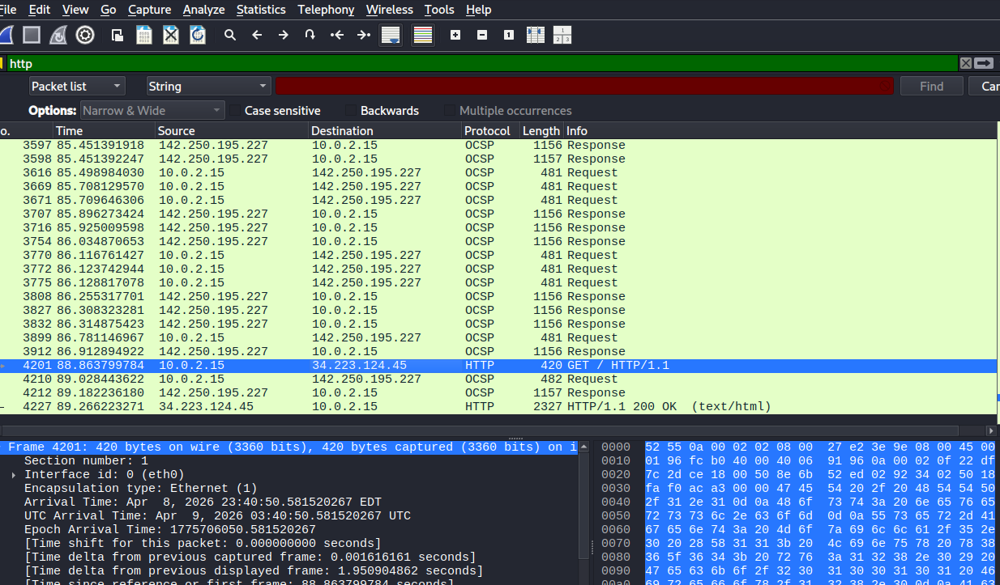 File Edit View Go Capture Analyze Statistics Telephony Wireless Tools Help
http
Packet list String Find
Options: Narrow & Wide Case sensitive Backwards Multiple occurrences
o. Time Source Destination Protocol Length Info
3597 85.451391918 142.250.195.227 10.0.2.15 OCSP 1156 Response
3598 85.451392247 142.250.195.227 10.0.2.15 OCSP 1157 Response
3616 85.498984030 10.0.2.15 142.250.195.227 OCSP 481 Request
3669 85.708129570 10.0.2.15 142.250.195.227 OCSP 481 Request
3671 85.709646306 10.0.2.15 142.250.195.227 OCSP 481 Request
3707 85.896273424 142.250.195.227 10.0.2.15 OCSP 1156 Response
3716 85.925009598 142.250.195.227 10.0.2.15 OCSP 1156 Response
3754 86.034870653 142.250.195.227 10.0.2.15 OCSP 1156 Response
3770 86.116761427 10.0.2.15 142.250.195.227 OCSP 481 Request
3772 86.123742944 10.0.2.15 142.250.195.227 OCSP 481 Request
3775 86.128817078 10.0.2.15 142.250.195.227 OCSP 481 Request
3808 86.255317701 142.250.195.227 10.0.2.15 OCSP 1156 Response
3827 86.308323281 142.250.195.227 10.0.2.15 OCSP 1156 Response
3832 86.314875423 142.250.195.227 10.0.2.15 OCSP 1156 Response
3899 86.781146967 10.0.2.15 142.250.195.227 OCSP 481 Request
3912 86.912894922 142.250.195.227 10.0.2.15 OCSP 1156 Response
4201 88.863799784 10.0.2.15 34.223.124.45 HTTP 420 GET / HTTP/1.1
4210 89.028443622 10.0.2.15 142.250.195.227 OCSP 482 Request
4212 89.182236180 142.250.195.227 10.0.2.15 OCSP 1157 Response
4227 89.266223271 34.223.124.45 10.0.2.15 HTTP 2327 HTTP/1.1 200 OK (text/html)
Frame 4201: 420 bytes on wire (3360 bits), 420 bytes captured (3360 bits) on i
Section number: 1
Interface id: 0 (eth0)
Encapsulation type: Ethernet (1)
Arrival Time: Apr 8, 2026 23:40:50.581520267 EDT
UTC Arrival Time: Apr 9, 2026 03:40:50.581520267 UTC
Epoch Arrival Time: 1775706050.581520267
[Time shift for this packet: 0.000000000 seconds]
[Time delta from previous captured frame: 0.001616161 seconds]
[Time delta from previous displayed frame: 1.950904862 seconds]
[Time since reference or first frame: 88.863799784 seconds]
0000 52 55 0a 00 02 02 08 00 27 e2 3e 9e 08 00 45 00
0010 01 96 fc b0 40 00 40 06 91 96 0a 00 02 0f 22 df
0020 7c 2d ce 18 00 50 8e 6b 52 ed 02 92 34 02 50 18
0030 fa f0 ac a3 00 00 47 45 54 20 2f 20 48 54 54 50
0040 2f 31 2e 31 0d 0a 48 6f 73 74 3a 20 6e 65 76 65
0050 72 73 73 6c 2e 63 6f 6d 0d 0a 55 73 65 72 2d 41
0060 67 65 6e 74 3a 20 4d 6f 7a 69 6c 6c 61 2f 35 2e
0070 30 20 28 58 31 31 3b 20 4c 69 6e 75 78 20 78 38
0080 36 5f 36 34 3b 20 72 76 3a 31 32 38 2e 30 29 20
0090 47 65 63 6b 6f 2f 32 30 31 30 30 31 30 31 20 46
00a0 69 72 65 66 6f 78 2f 31 32 38 2e 30 0d 0a 41 63